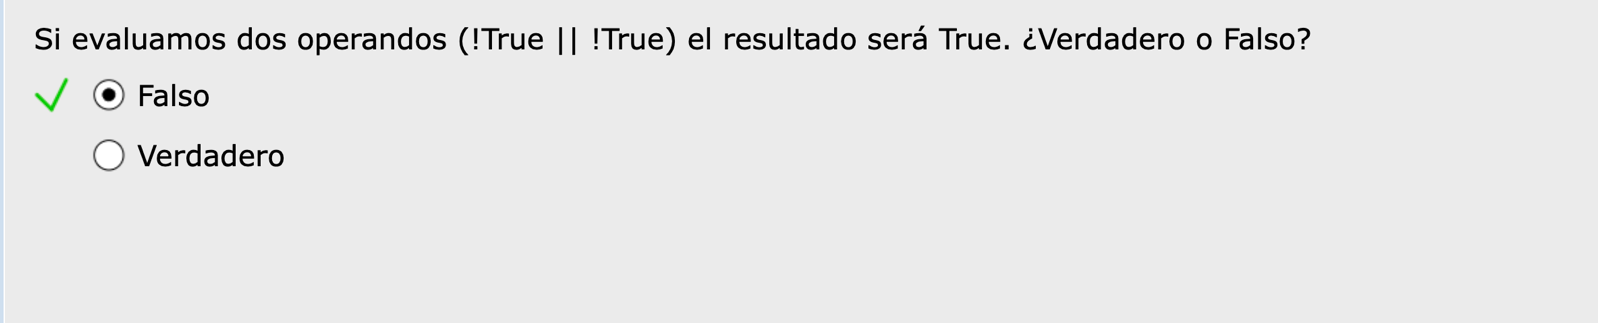 Si evaluamos dos operandos (!True || !True) el resultado será True. ¿Verdadero o Falso?
Falso
Verdadero